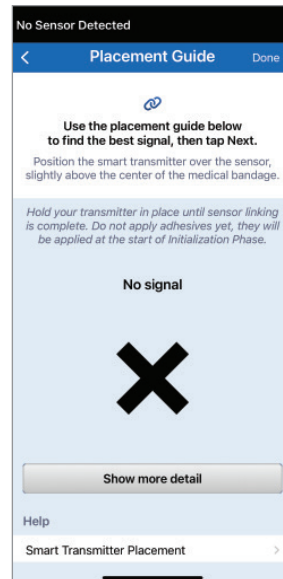 No Sensor Detected
Placement Guide Done
Use the placement guide below
to find the best signal, then tap Next.
Position the smart transmitter over the sensor,
slightly above the center of the medical bandage.
Hold your transmitter in place until sensor linking
is complete. Do not apply adhesives yet, they will
be applied at the start of Initialization Phase.
No signal
Show more detail
Help
Smart Transmitter Placement